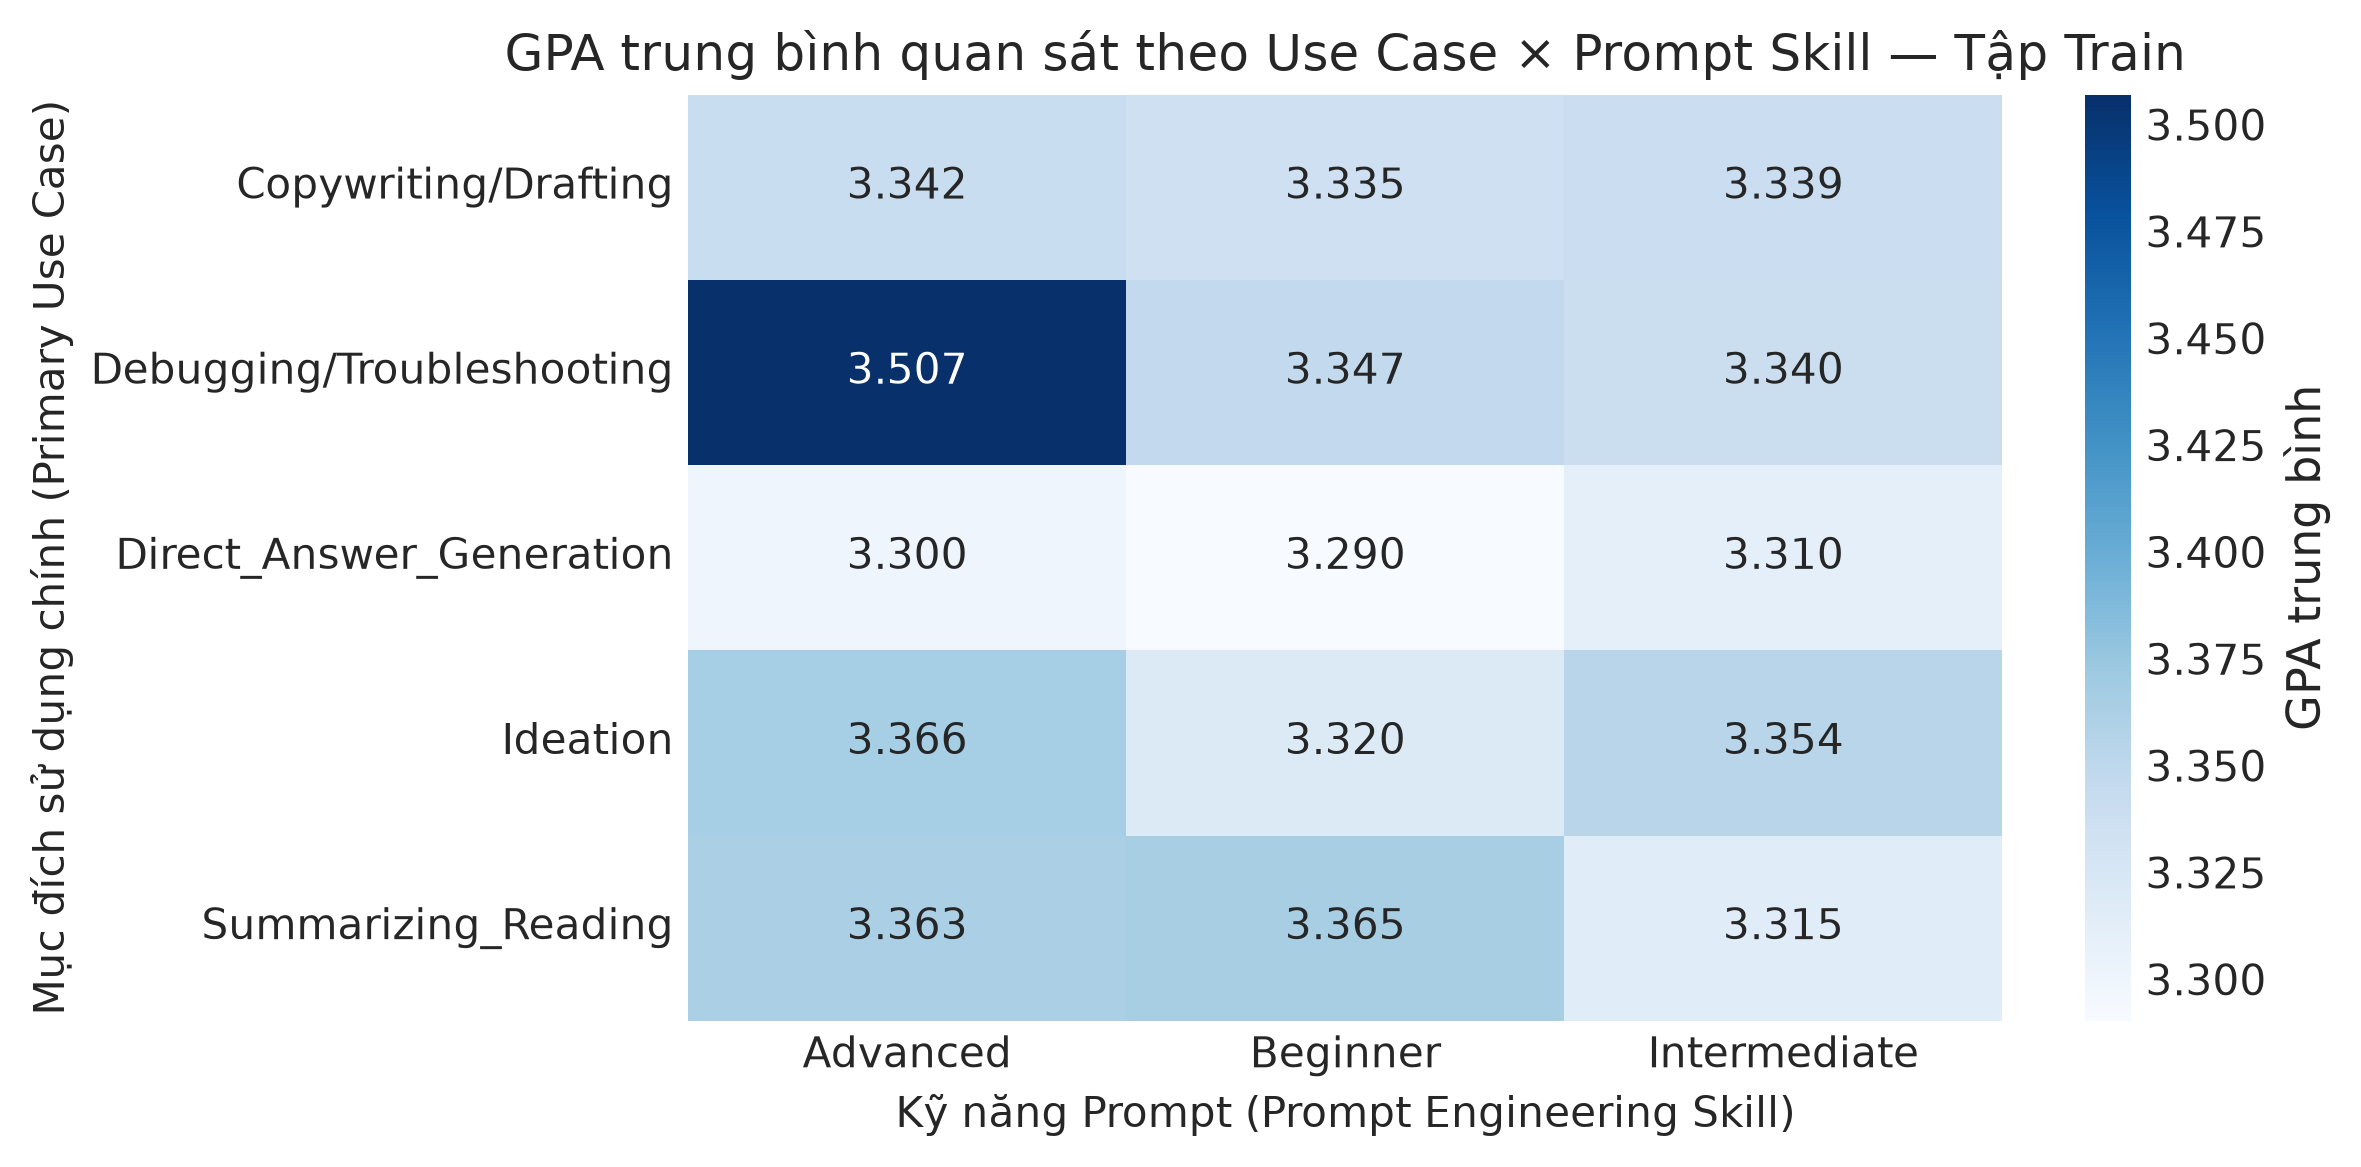 GPA trung bình quan sát theo Use Case × Prompt Skill — Tập Train
Mục đích sử dụng chính (Primary Use Case)
Copywriting/Drafting 3.342 3.335 3.339
Debugging/Troubleshooting 3.507 3.347 3.340
Direct_Answer_Generation 3.300 3.290 3.310
Ideation 3.366 3.320 3.354
Summarizing_Reading 3.363 3.365 3.315
Advanced Beginner Intermediate
Kỹ năng Prompt (Prompt Engineering Skill)
3.500
3.475
3.450
3.425
3.400
3.375
3.350
3.325
3.300
GPA trung bình